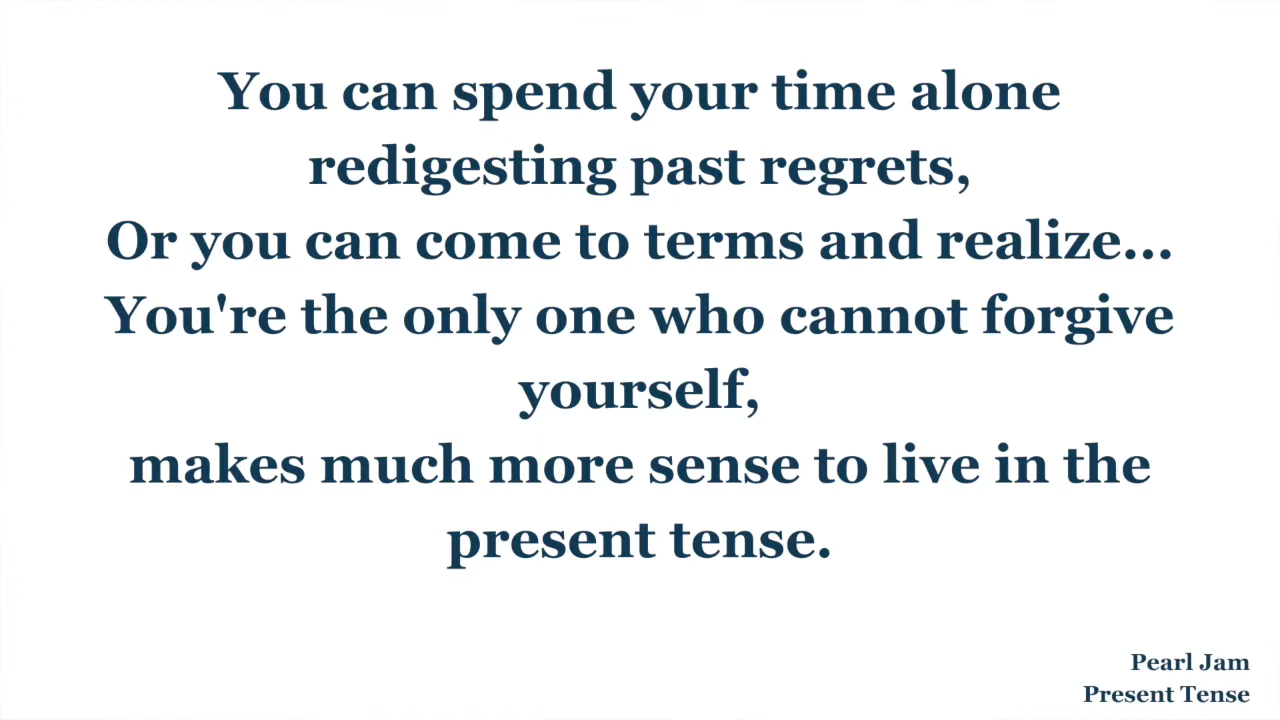 You can spend your time alone
redigesting past regrets,
Or you can come to terms and realize...
You're the only one who cannot forgive
yourself,
makes much more sense to live in the
present tense.
Pearl Jam
Present Tense